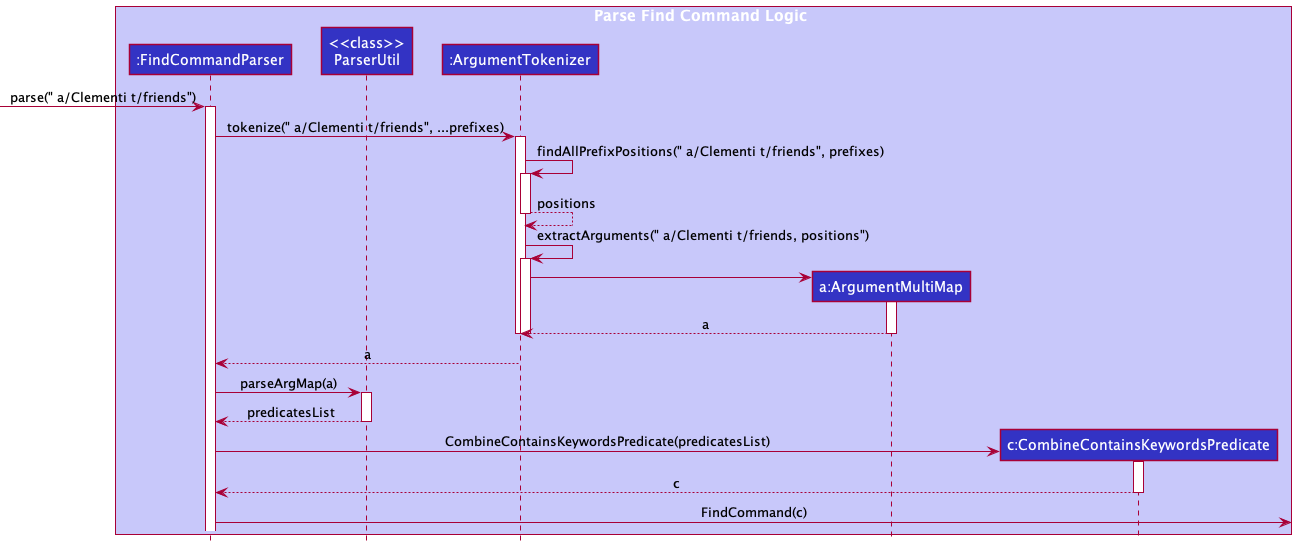 Parse Find Command Logic
:FindCommandParser
<<class>>
ParserUtil
:ArgumentTokenizer
parse(" a/Clementi t/friends")
tokenize(" a/Clementi t/friends", ...prefixes)
findAllPrefixPositions(" a/Clementi t/friends", prefixes)
positions
extractArguments(" a/Clementi t/friends, positions")
a:ArgumentMultiMap
a
a
parseArgMap(a)
predicatesList
CombineContainsKeywordsPredicate(predicatesList)
c:CombineContainsKeywordsPredicate
c
FindCommand(c)